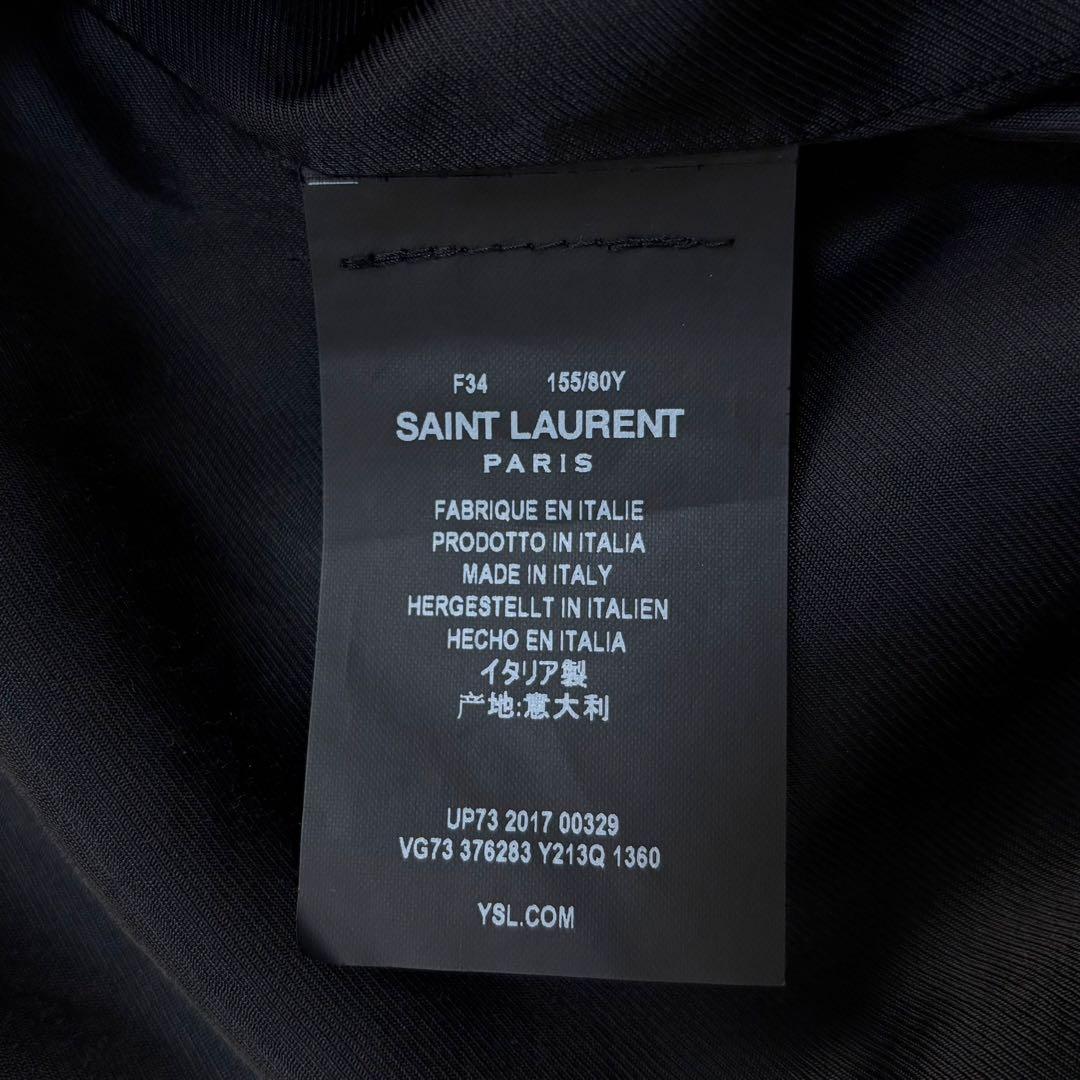 F34 155/80Y
SAINT LAURENT
PARIS
FABRIQUE EN ITALIE
PRODOTTO IN ITALIA
MADE IN ITALY
HERGESTELLT IN ITALIEN
HECHO EN ITALIA
イタリア製
产地:意大利
UP73 2017 00329
VG73 376283 Y213Q 1360
YSL.COM